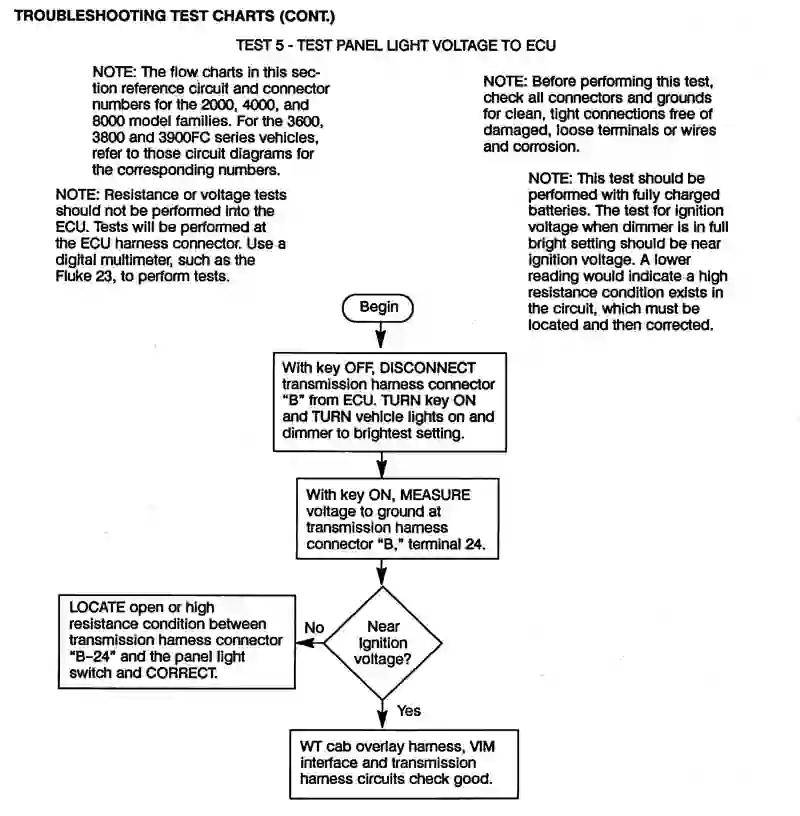 TROUBLESHOOTING TEST CHARTS (CONT.)
TEST 5 - TEST PANEL LIGHT VOLTAGE TO ECU
NOTE: The flow charts in this sec-
tion reference circuit and connector
numbers for the 2000, 4000, and
8000 model families. For the 3600,
3800 and 3900FC series vehicles,
refer to those circuit diagrams for
the corresponding numbers.
NOTE: Resistance or voltage tests
should not be performed into the
ECU. Tests will be performed at
the ECU harness connector. Use a
digital multimeter, such as the
Fluke 23, to perform tests.
NOTE: Before performing this test,
check all connectors and grounds
for clean, tight connections free of
damaged, loose terminals or wires
and corrosion.
NOTE: This test should be
performed with fully charged
batteries. The test for ignition
voltage when dimmer is in full
bright setting should be near
ignition voltage. A lower
reading would indicate a high
resistance condition exists in
the circuit, which must be
located and then corrected.
Begin
With key OFF, DISCONNECT
transmission harness connector
"B" from ECU. TURN key ON
and TURN vehicle lights on and
dimmer to brightest setting.
With key ON, MEASURE
voltage to ground at
transmission harness
connector "B," terminal 24.
Near
Ignition
voltage?
No
LOCATE open or high
resistance condition between
transmission harness connector
"B-24" and the panel light
switch and CORRECT.
Yes
WT cab overlay harness, VIM
interface and transmission
harness circuits check good.